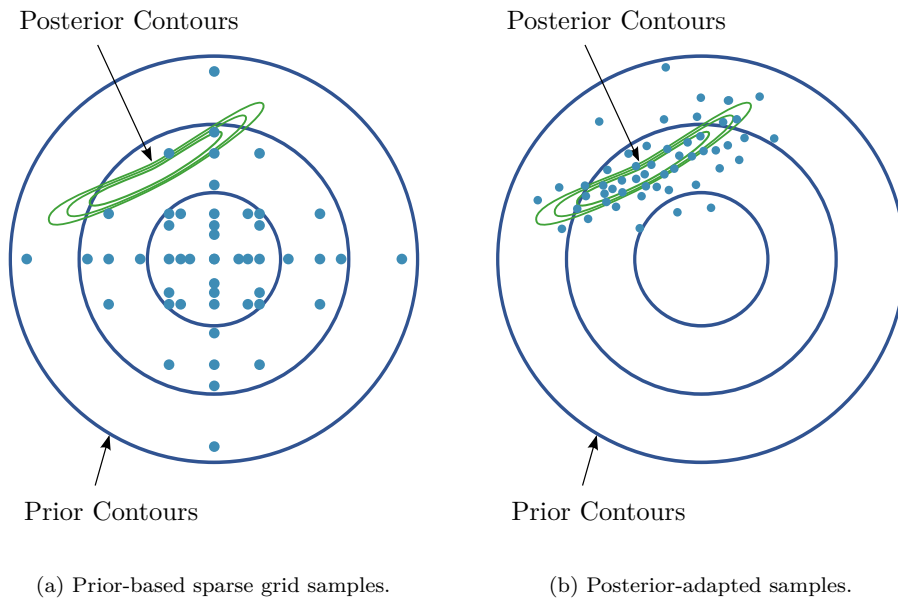 Posterior Contours
Posterior Contours
Prior Contours
Prior Contours
(a) Prior-based sparse grid samples.
(b) Posterior-adapted samples.